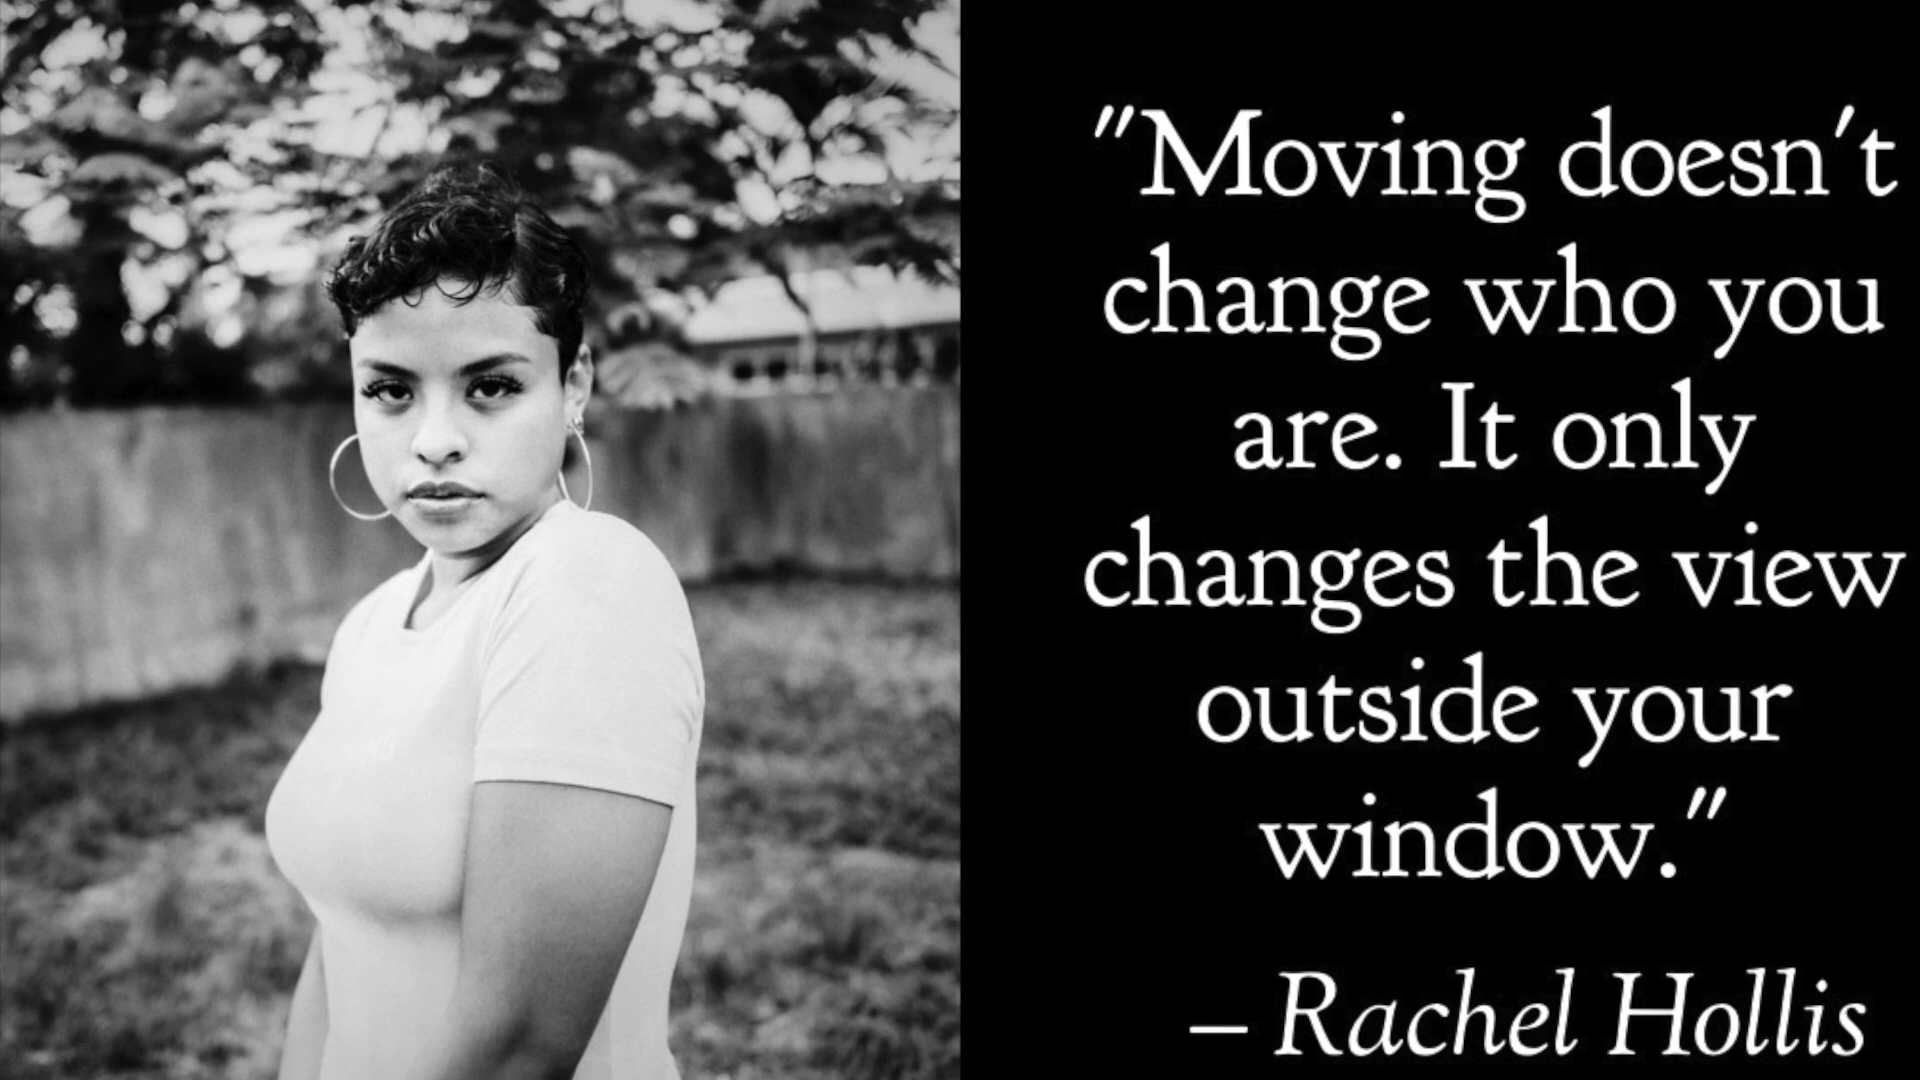 "Moving doesn't
change who you
are. It only
changes the view
outside your
window."
– Rachel Hollis